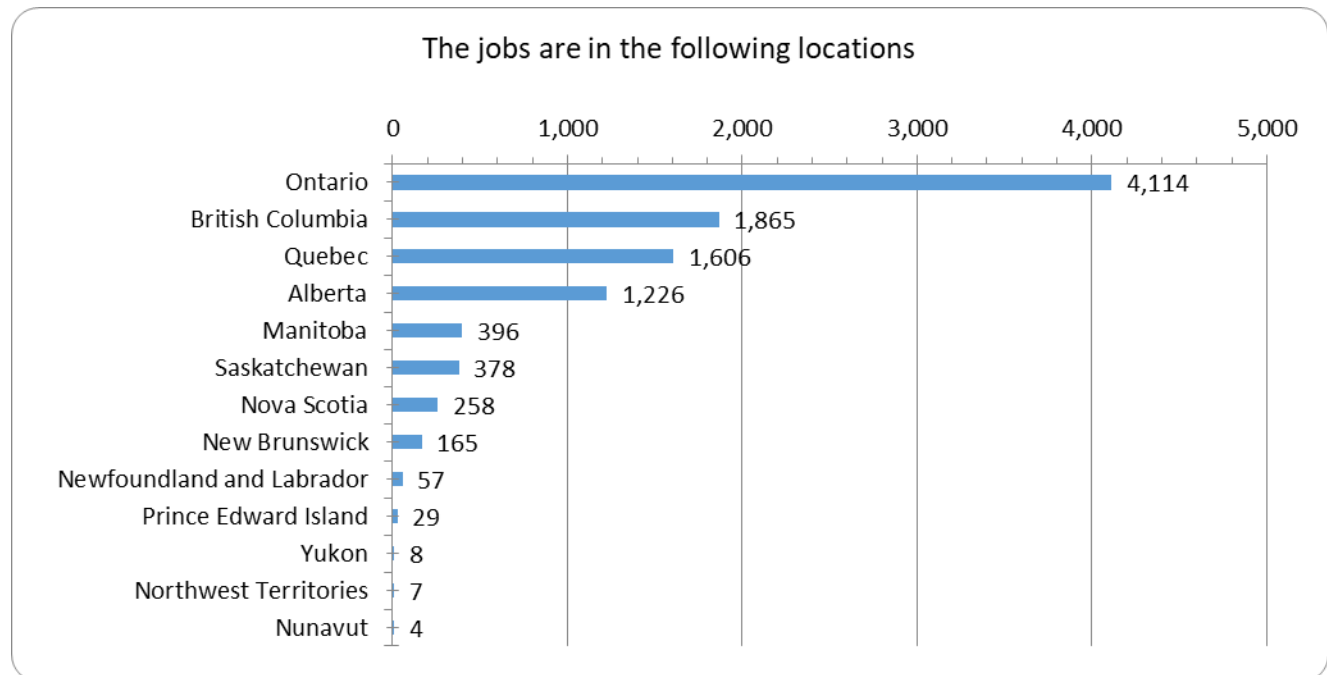 The jobs are in the following locations
0 1,000 2,000 3,000 4,000 5,000
Ontario 4,114
British Columbia 1,865
Quebec 1,606
Alberta 1,226
Manitoba 396
Saskatchewan 378
Nova Scotia 258
New Brunswick 165
Newfoundland and Labrador 57
Prince Edward Island 29
Yukon 8
Northwest Territories 7
Nunavut 4